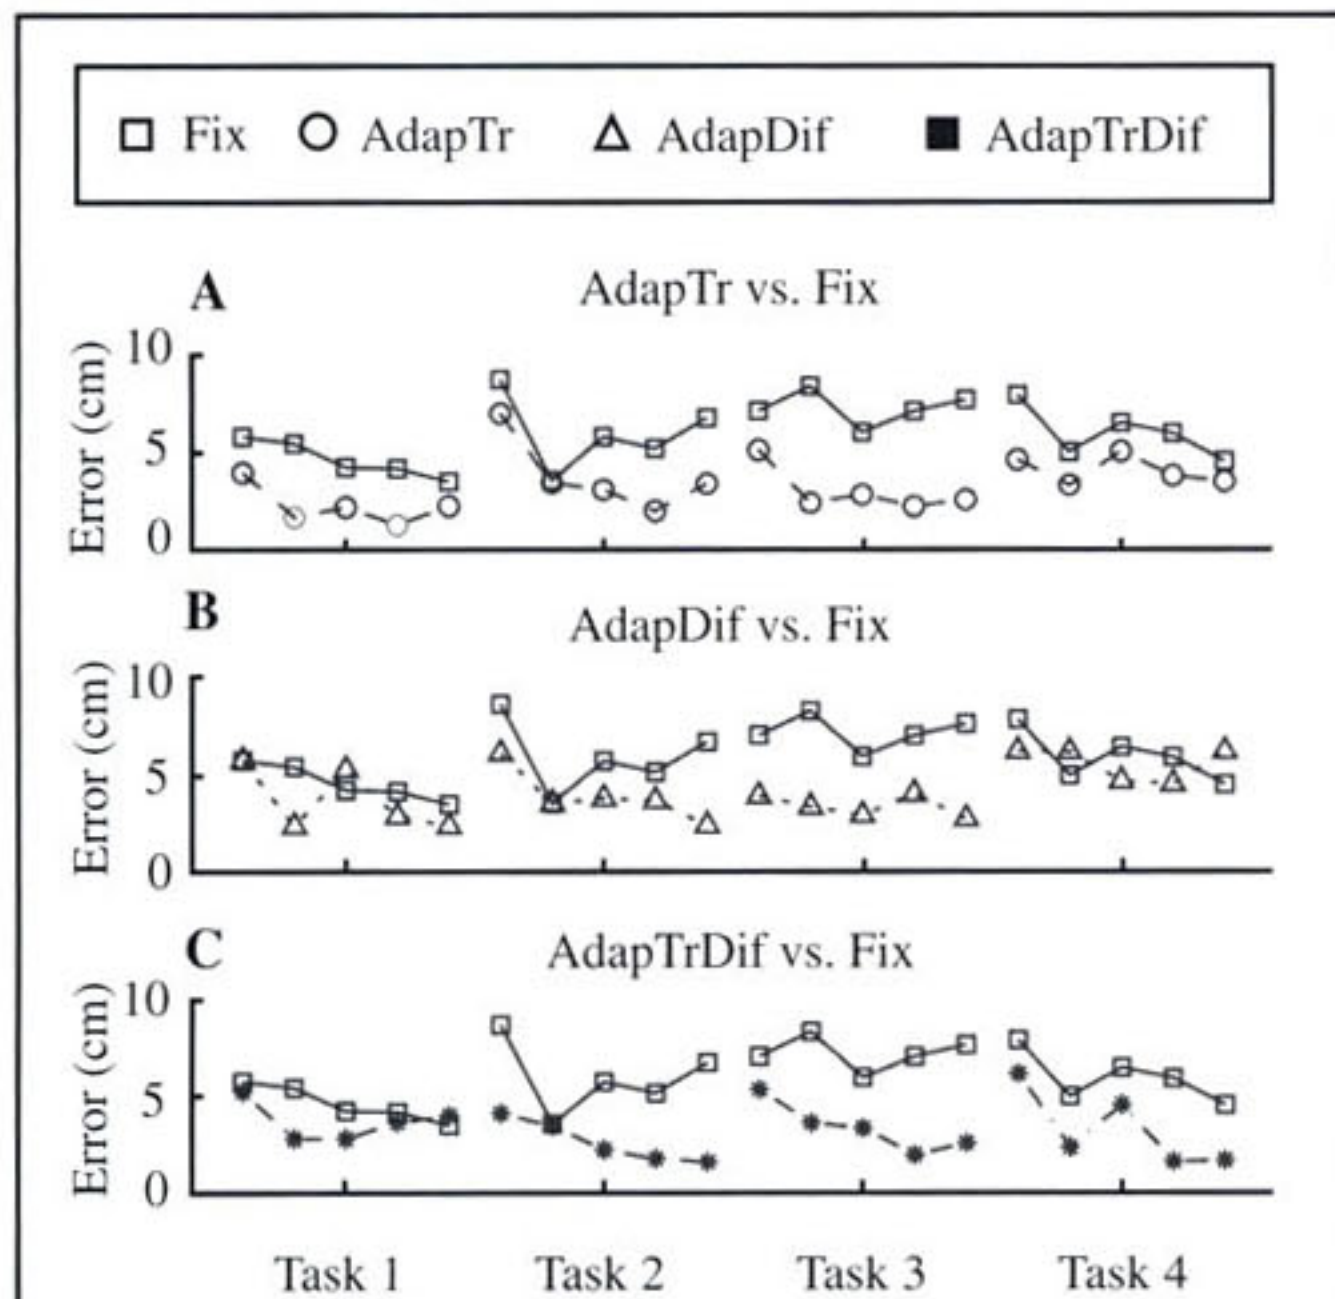 Fix AdapTr AdapDif AdapTrDif
A AdapTr vs. Fix
Error (cm)
10
5
0
B AdapDif vs. Fix
Error (cm)
10
5
0
C AdapTrDif vs. Fix
Error (cm)
10
5
0
Task 1 Task 2 Task 3 Task 4